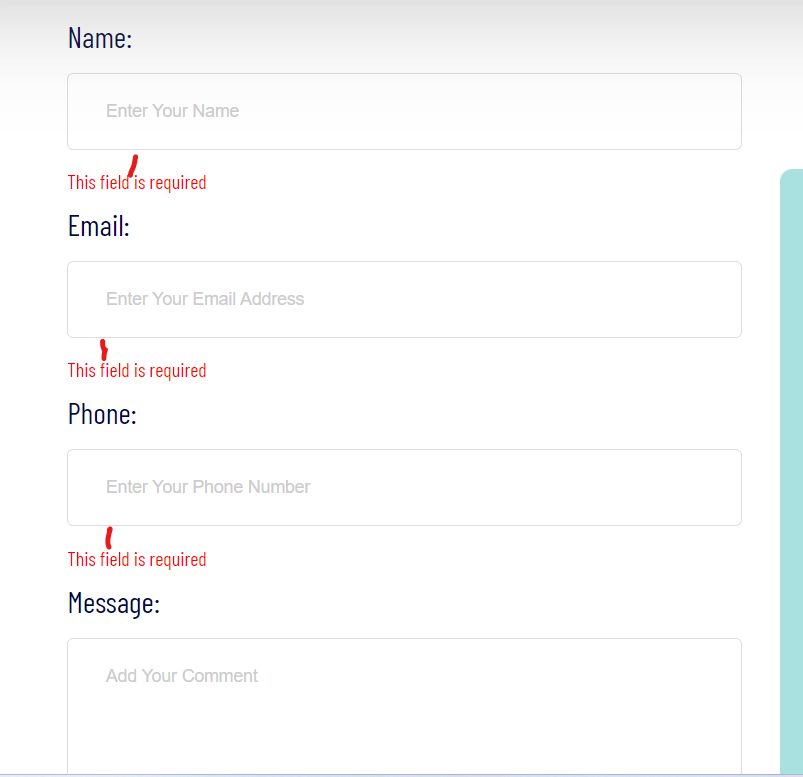 Name:
Enter Your Name
This field is required
Email:
Enter Your Email Address
This field is required
Phone:
Enter Your Phone Number
This field is required
Message:
Add Your Comment